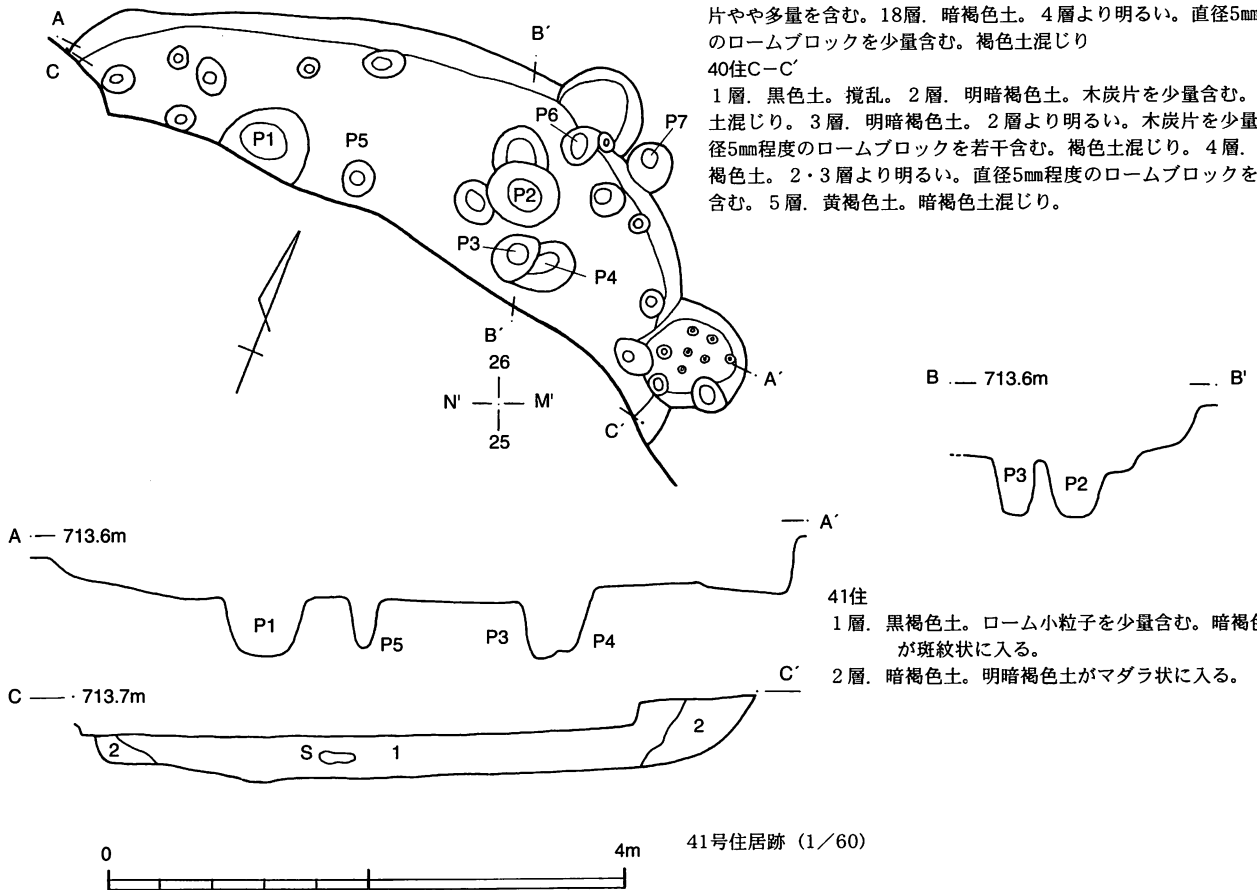 片やや多量を含む。18層. 暗褐色土。4層より明るい。直径5mm
のロームブロックを少量含む。褐色土混じり
40住C－C′
1層. 黒色土。撹乱。2層. 明暗褐色土。木炭片を少量含む。
土混じり。3層. 明暗褐色土。2層より明るい。木炭片を少量
径5mm程度のロームブロックを若干含む。褐色土混じり。4層.
褐色土。2・3層より明るい。直径5mm程度のロームブロックを
含む。5層. 黄褐色土。暗褐色土混じり。
A
C
B′
P6
P7
P1
P5
P2
P3
P4
B′
26
N' M'
25
A′
C′
B 713.6m B'
P3 P2
A 713.6m A′
P1 P5 P3 P4
41住
1層. 黒褐色土。ローム小粒子を少量含む。暗褐色
が斑紋状に入る。
2層. 暗褐色土。明暗褐色土がマダラ状に入る。
C 713.7m C′
2 S 1 2
41号住居跡 (1／60)
0 4m